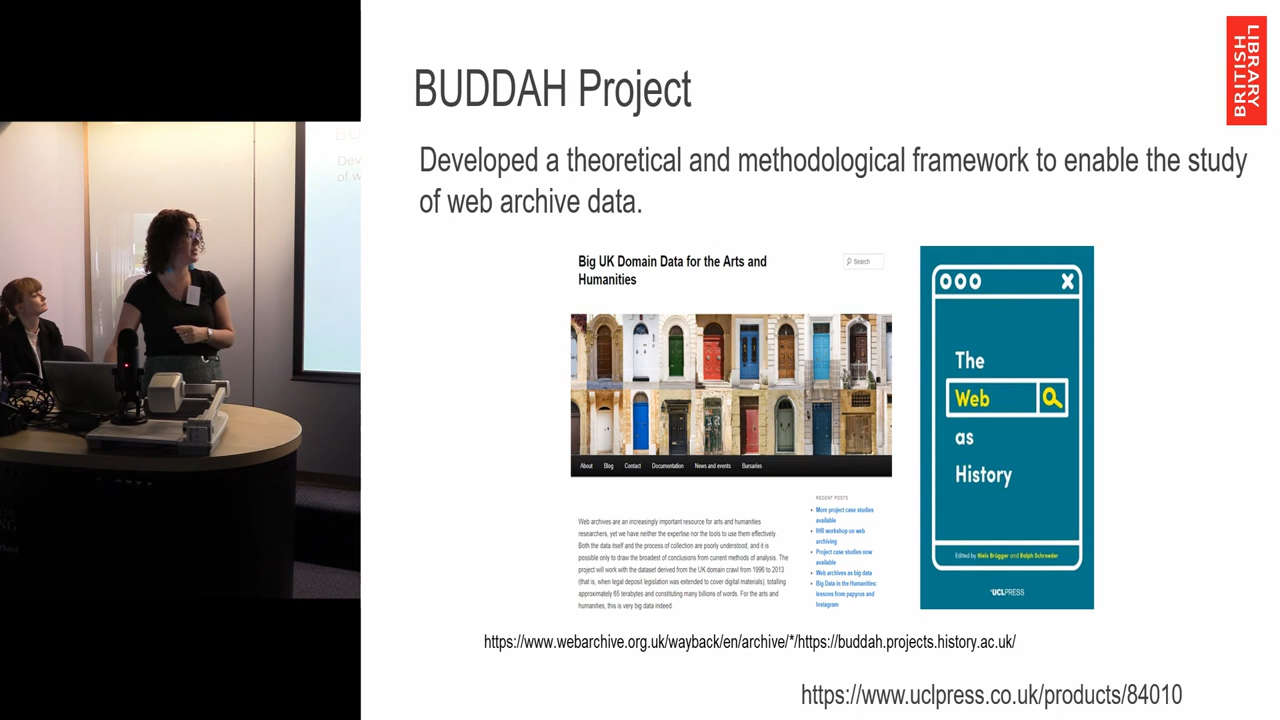 LIBRARY
BRITISH
BUDDAH Project
Developed a theoretical and methodological framework to enable the study
of web archive data.
Big UK Domain Data for the Arts and
Humanities
Search
About Blog Contact Documentation News and events Bursaries
Web archives are an increasingly important resource for arts and humanities
researchers, yet we have neither the expertise nor the tools to use them effectively.
Both the data itself and the process of collection are poorly understood, and it is
possible only to draw the broadest of conclusions from current methods of analysis. The
project will work with the dataset derived from the UK domain crawl from 1996 to 2013
(that is, when legal deposit legislation was extended to cover digital materials), totalling
approximately 65 terabytes and constituting many billions of words. For the arts and
humanities, this is very big data indeed.
RECENT POSTS
More project case studies
available
IHR workshop on web
archiving
Project case studies now
available
Web archives as big data
Big Data in the Humanities:
lessons from papyrus and
Instagram
The
Web
as
History
Edited by Niels Brügger and Ralph Schroeder
UCLPRESS
https://www.webarchive.org.uk/wayback/en/archive/*/https://buddah.projects.history.ac.uk/
https://www.uclpress.co.uk/products/84010
Dev
of w